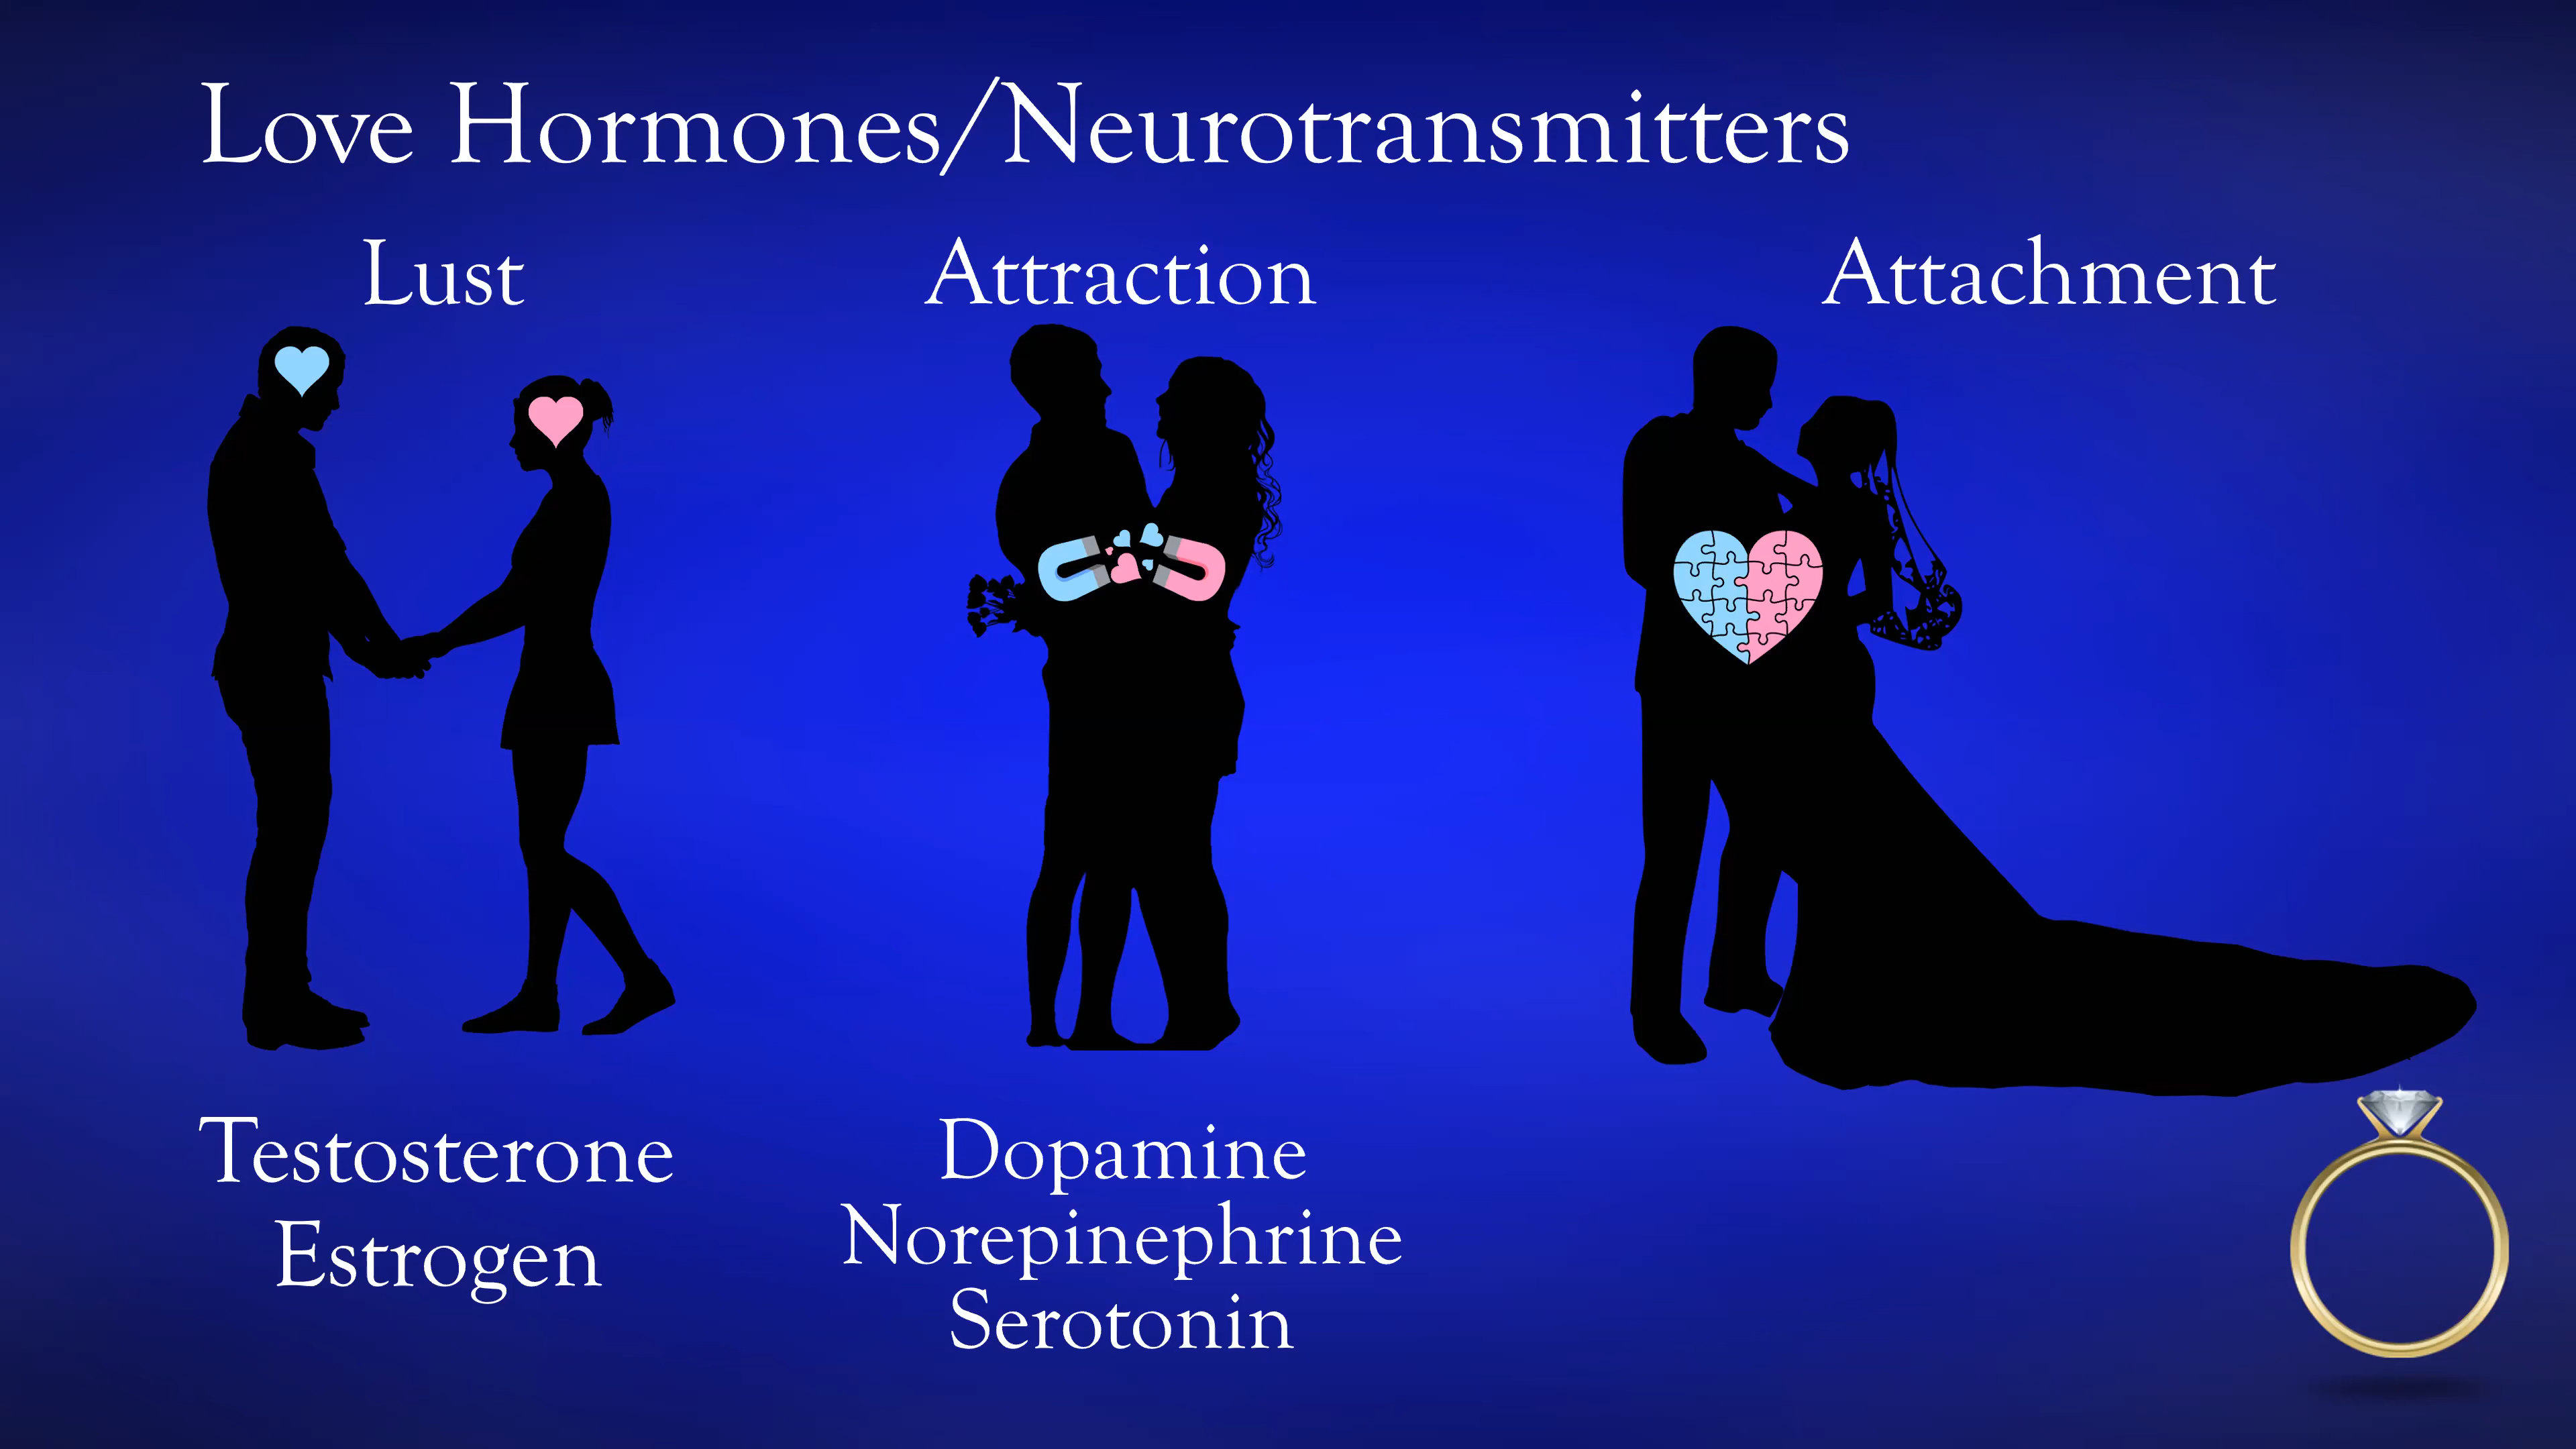 Love Hormones/Neurotransmitters
Lust
Attraction
Attachment
Testosterone
Estrogen
Dopamine
Norepinephrine
Serotonin